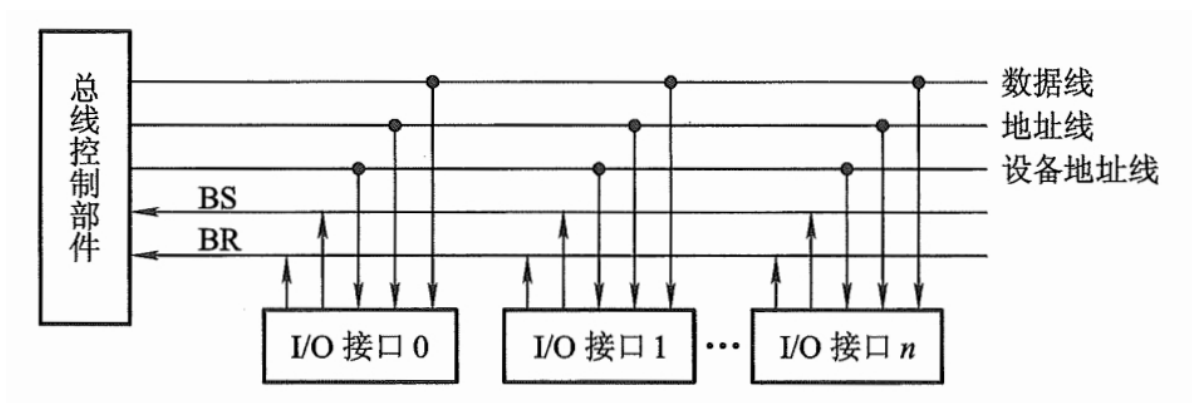 总线控制部件
数据线
地址线
设备地址线
BS
BR
I/O 接口 0
I/O 接口 1
…
I/O 接口 n